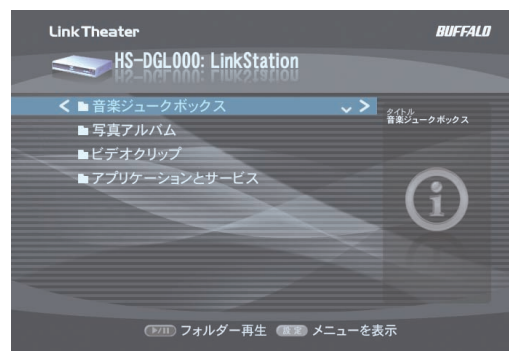 LinkTheater
BUFFALO
HS-DGL000: LinkStation
音楽ジュークボックス
タイトル
音楽ジュークボックス
写真アルバム
ビデオクリップ
アプリケーションとサービス
フォルダー再生 設定 メニューを表示